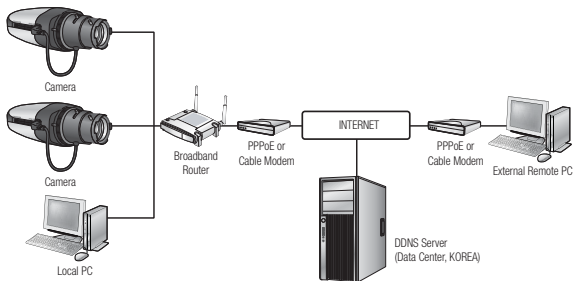 Camera
Camera
Local PC
Broadband
Router
PPPoE or
Cable Modem
INTERNET
PPPoE or
Cable Modem
External Remote PC
DDNS Server
(Data Center, KOREA)